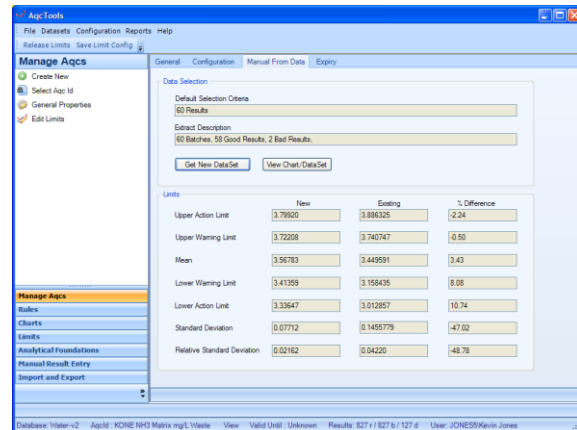 AqcTools
File Datasets Configuration Reports Help
Release Limits Save Limit Config
Manage Aqcs
Create New
Select Aqc Id
General Properties
Edit Limits
Manage Aqcs
Rules
Charts
Limits
Analytical Foundations
Manual Result Entry
Import and Export
General Configuration Manual From Data Expiry
Data Selection
Default Selection Criteria
60 Results
Extract Description
60 Batches, 58 Good Results, 2 Bad Results,
Get New DataSet View Chart/DataSet
Limits
New Existing % Difference
Upper Action Limit 3.79920 3.886325 -2.24
Upper Warning Limit 3.72208 3.740747 -0.50
Mean 3.56783 3.449591 3.43
Lower Warning Limit 3.41359 3.158435 8.08
Lower Action Limit 3.33647 3.012857 10.74
Standard Deviation 0.07712 0.1455779 -47.02
Relative Standard Deviation 0.02162 0.04220 -48.78
Database: Water-v2 AqcId : KONE NH3 Matrix mg/L Waste View Valid Until : Unknown Results: 827 r / 827 b / 127 d User: JONES5\Kevin Jones